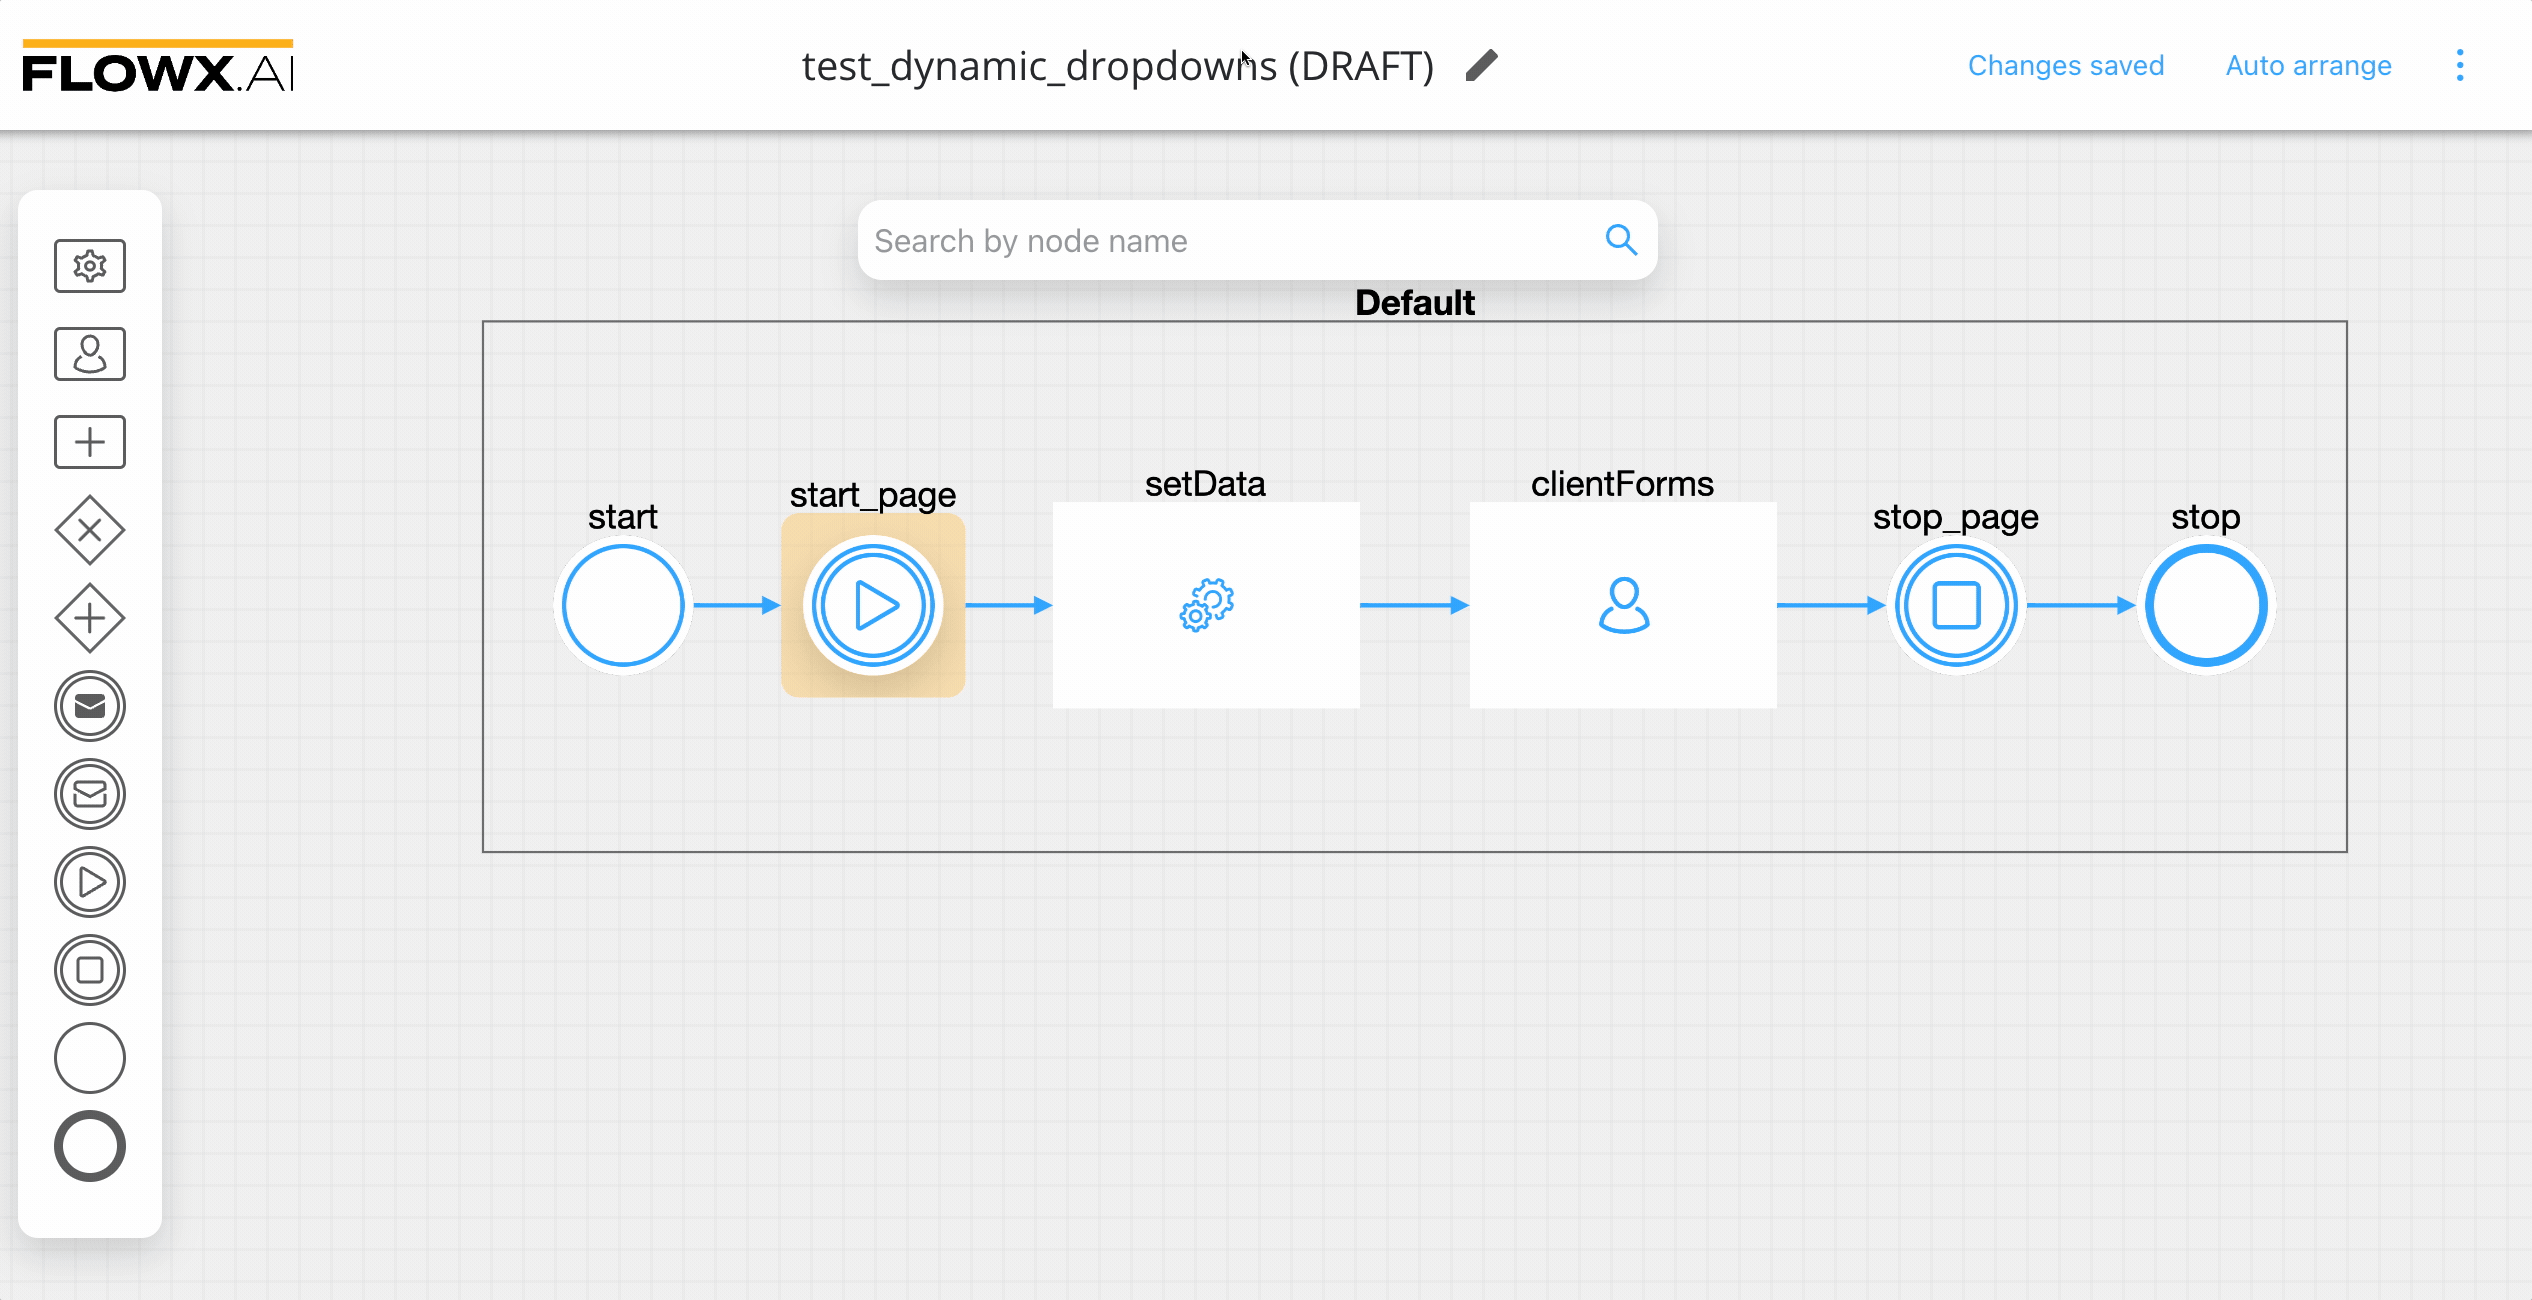 FLOWX.AI
test_dynamic_dropdowns (DRAFT)
Changes saved
Auto arrange
Search by node name
Default
start
start_page
setData
clientForms
stop_page
stop